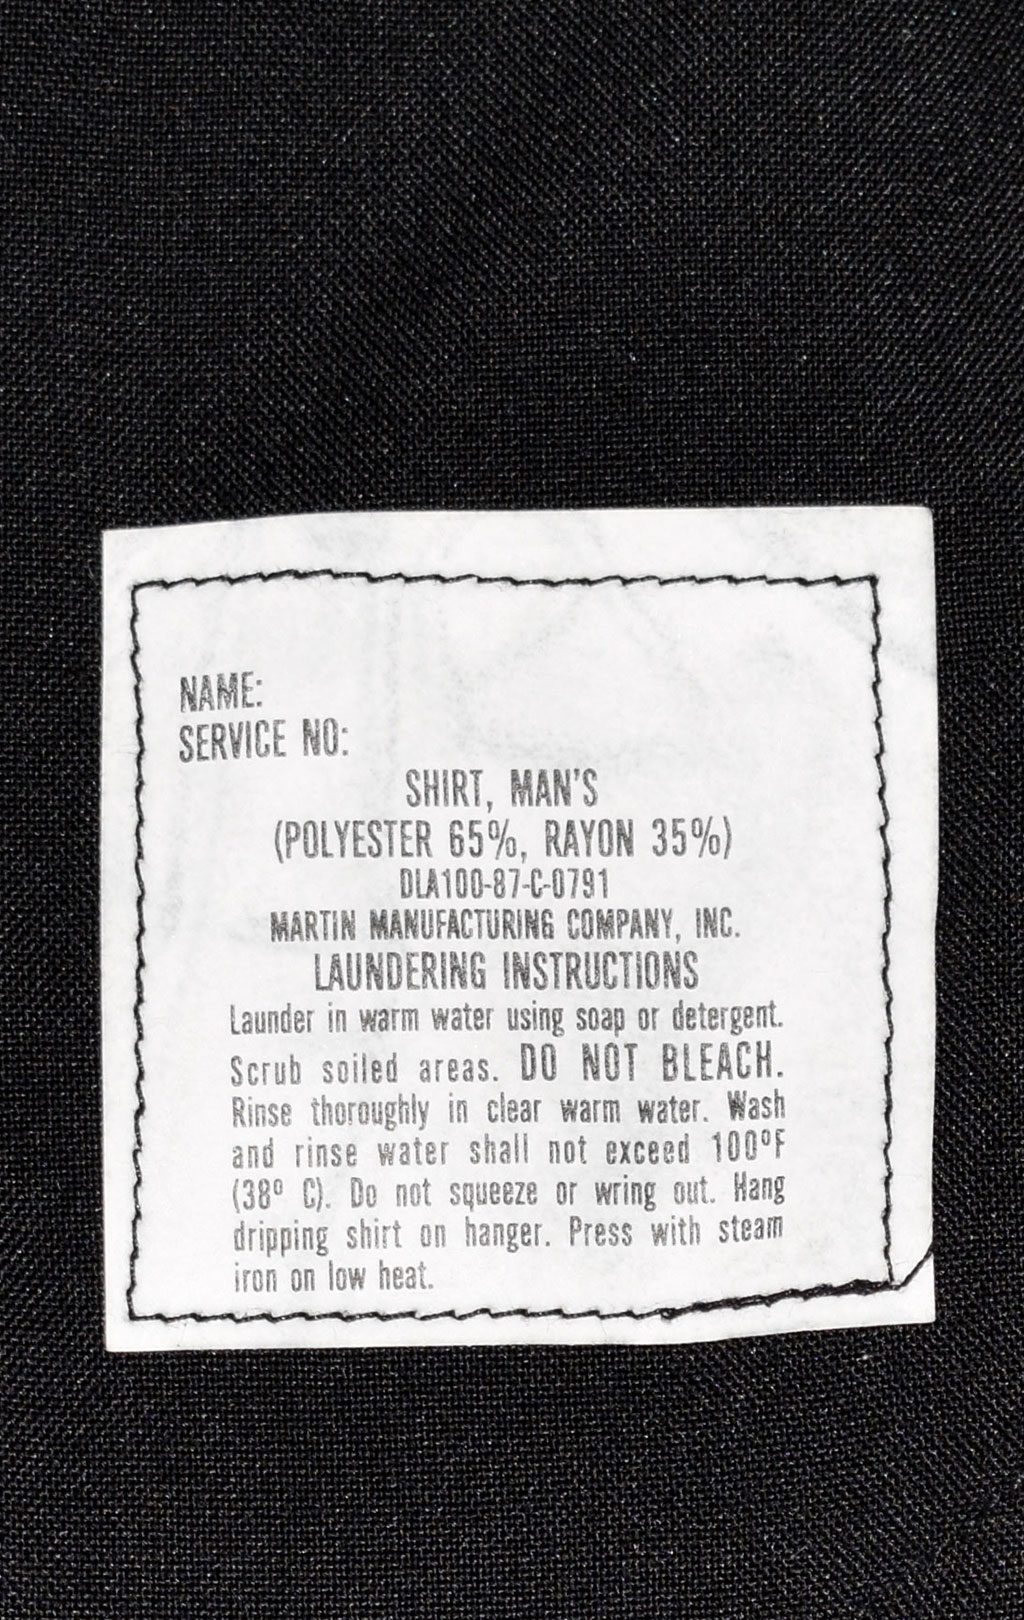 NAME:
SERVICE NO:
SHIRT, MAN'S
(POLYESTER 65%, RAYON 35%)
DLA100-87-C-0791
MARTIN MANUFACTURING COMPANY, INC.
LAUNDERING INSTRUCTIONS
Launder in warm water using soap or detergent.
Scrub soiled areas. DO NOT BLEACH.
Rinse thoroughly in clear warm water. Wash
and rinse water shall not exceed 100ºF
(38º C). Do not squeeze or wring out. Hang
dripping shirt on hanger. Press with steam
iron on low heat.